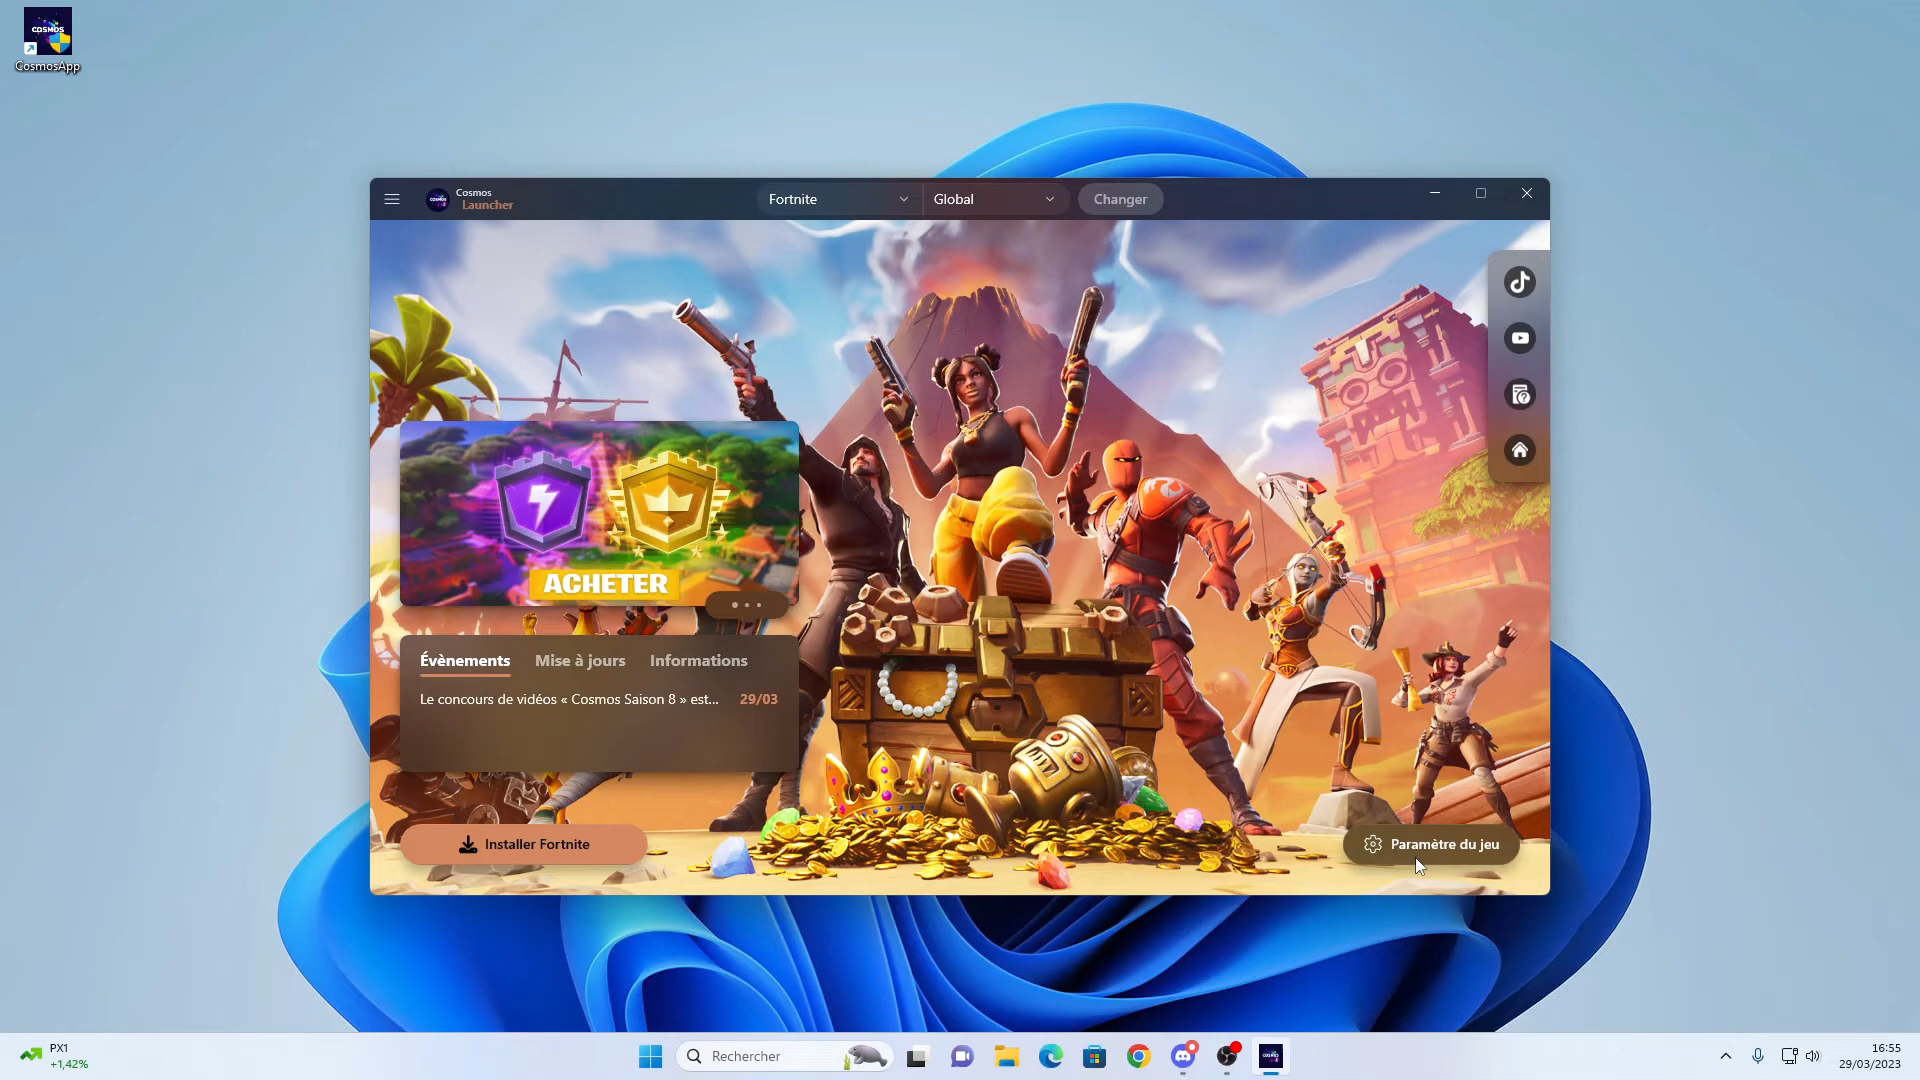 COSMOS
CosmosApp
Cosmos
Launcher
Fortnite
Global
Changer
ACHETER
Évènements
Mise à jours
Informations
Le concours de vidéos « Cosmos Saison 8 » est...
29/03
Installer Fortnite
Paramètre du jeu
PX1
+1,42%
Rechercher
16:55
29/03/2023